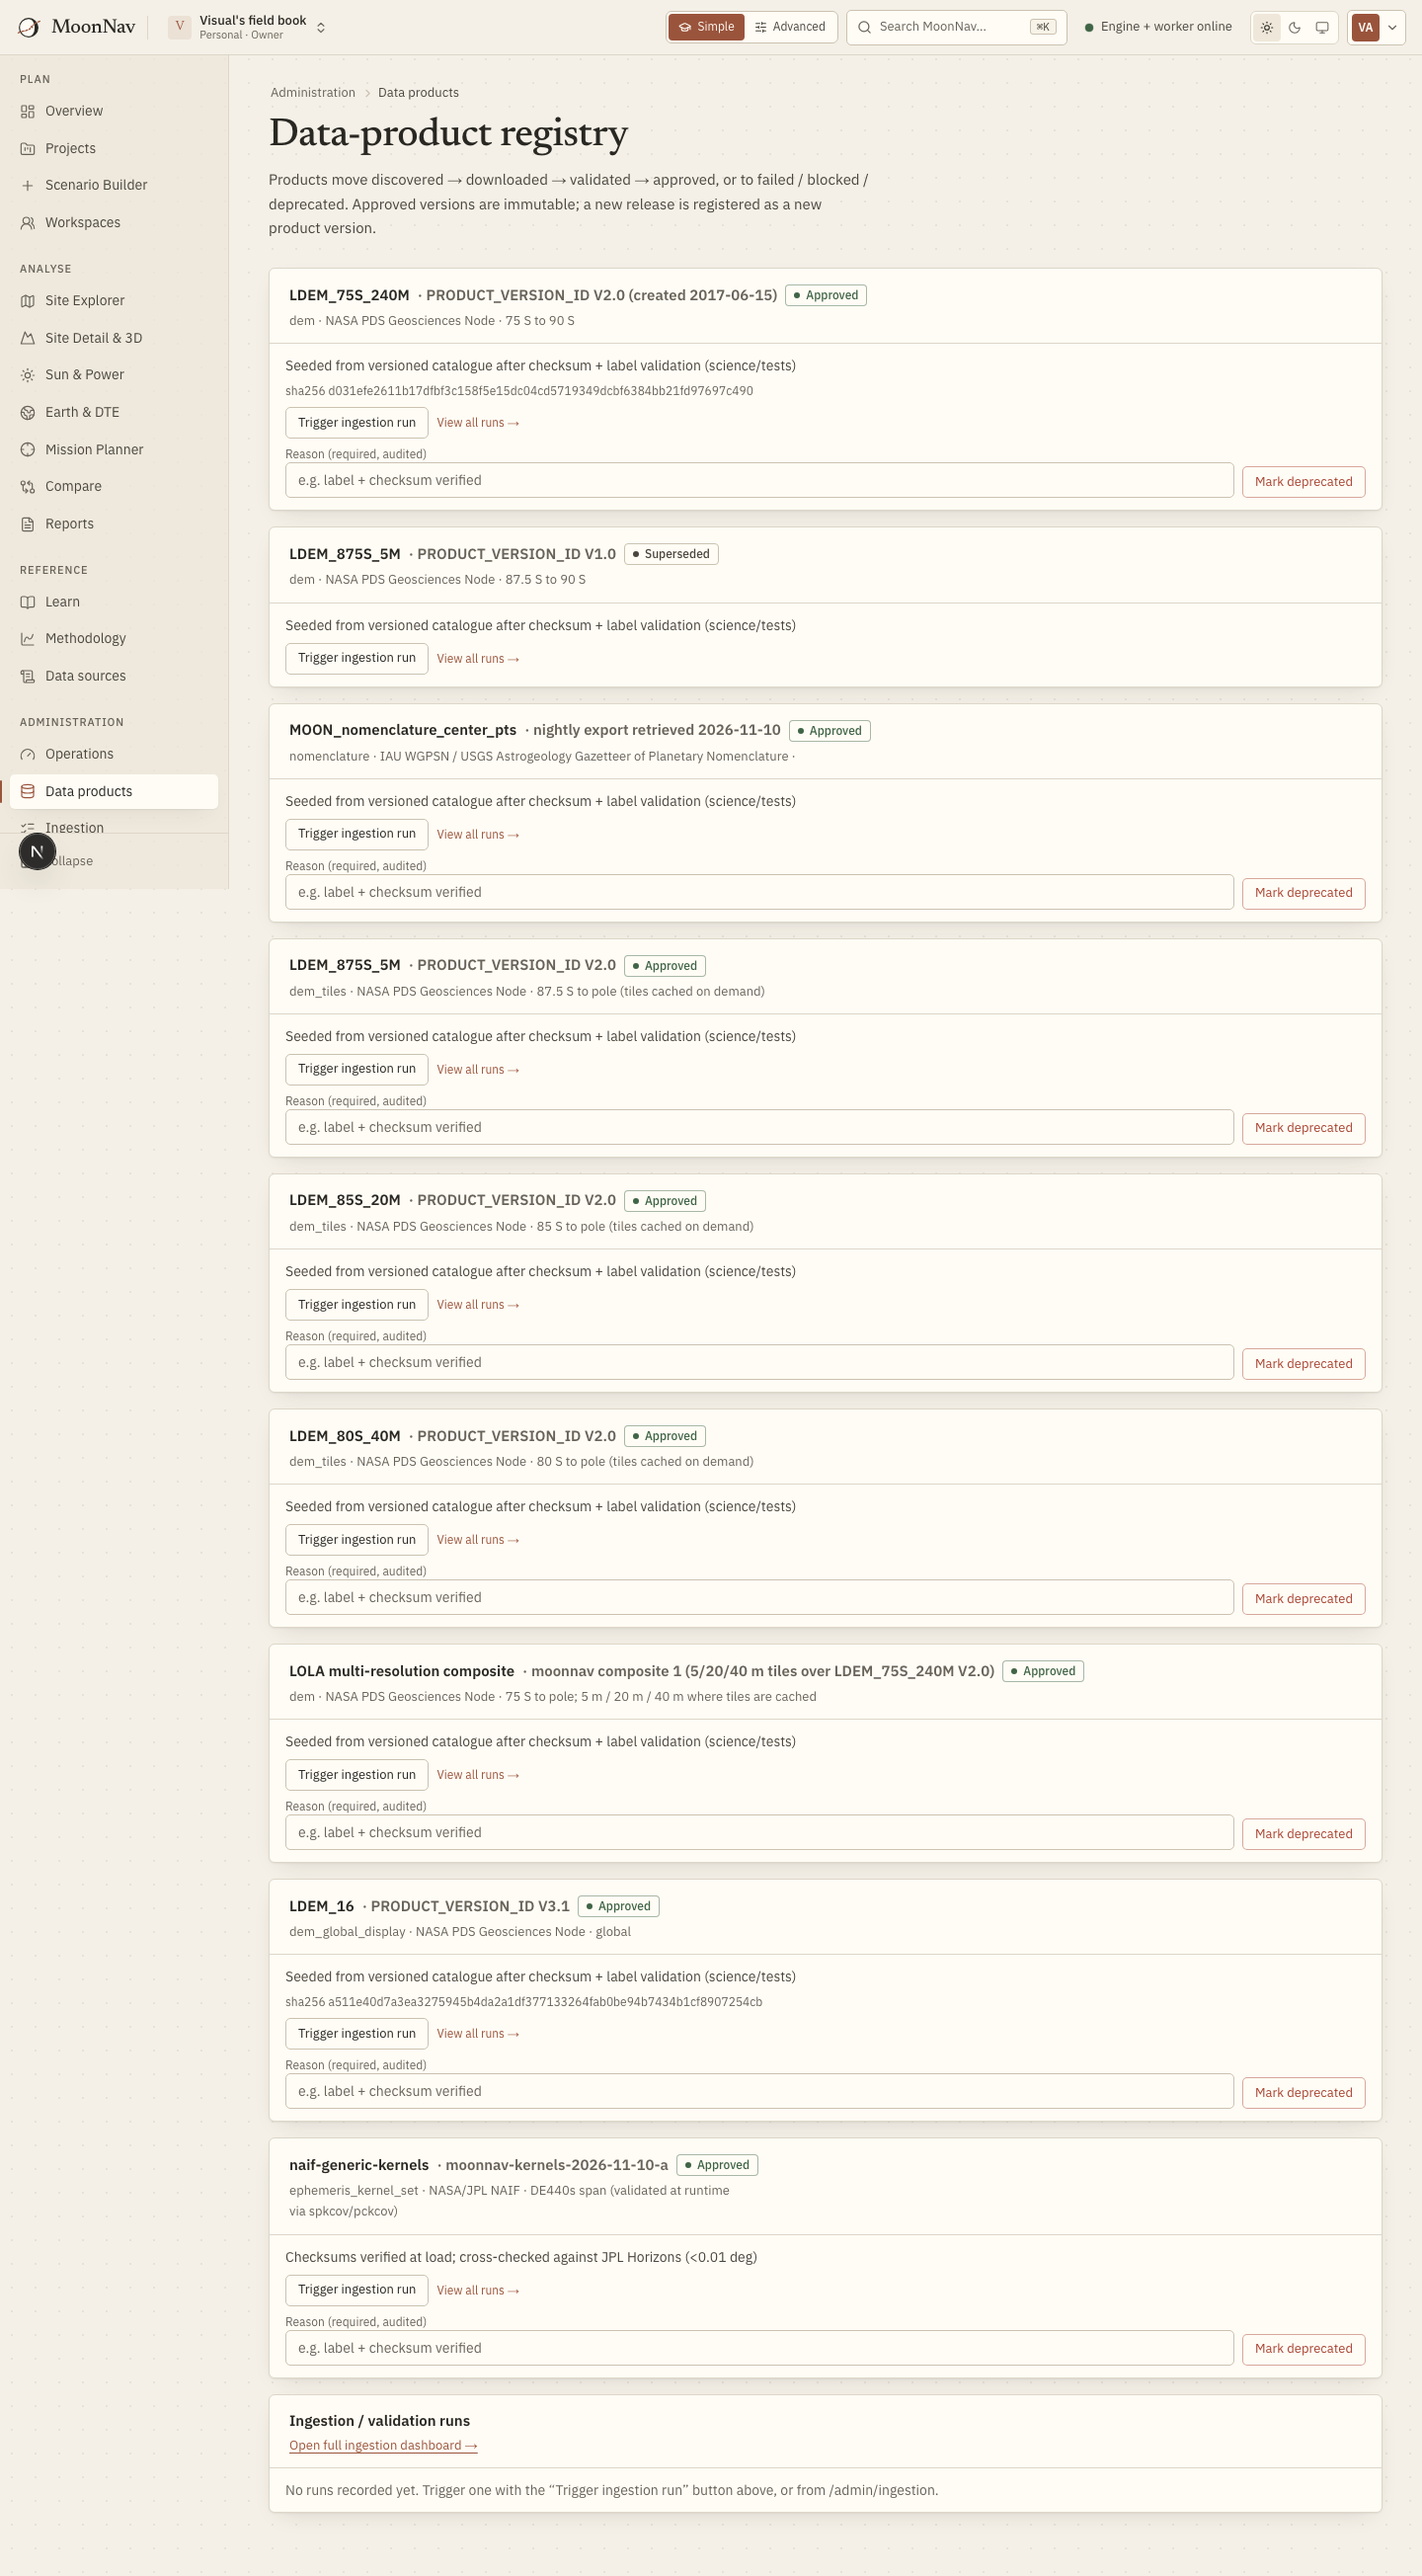 MoonNav
V
Visual's field book
Personal · Owner
Simple
Advanced
Search MoonNav...
⌘K
Engine + worker online
VA
PLAN
Overview
Projects
Scenario Builder
Workspaces
ANALYSE
Site Explorer
Site Detail & 3D
Sun & Power
Earth & DTE
Mission Planner
Compare
Reports
REFERENCE
Learn
Methodology
Data sources
ADMINISTRATION
Operations
Data products
Ingestion
N
ollapse
Administration > Data products
Data-product registry
Products move discovered → downloaded → validated → approved, or to failed / blocked /
deprecated. Approved versions are immutable; a new release is registered as a new
product version.
LDEM_75S_240M · PRODUCT_VERSION_ID V2.0 (created 2017-06-15) Approved
dem · NASA PDS Geosciences Node · 75 S to 90 S
Seeded from versioned catalogue after checksum + label validation (science/tests)
sha256 d031efe2611b17dfbf3c158f5e15dc04cd5719349dcbf6384bb21fd97697c490
Trigger ingestion run View all runs →
Reason (required, audited)
e.g. label + checksum verified Mark deprecated
LDEM_875S_5M · PRODUCT_VERSION_ID V1.0 Superseded
dem · NASA PDS Geosciences Node · 87.5 S to 90 S
Seeded from versioned catalogue after checksum + label validation (science/tests)
Trigger ingestion run View all runs →
MOON_nomenclature_center_pts · nightly export retrieved 2026-11-10 Approved
nomenclature · IAU WGPSN / USGS Astrogeology Gazetteer of Planetary Nomenclature ·
Seeded from versioned catalogue after checksum + label validation (science/tests)
Trigger ingestion run View all runs →
Reason (required, audited)
e.g. label + checksum verified Mark deprecated
LDEM_875S_5M · PRODUCT_VERSION_ID V2.0 Approved
dem_tiles · NASA PDS Geosciences Node · 87.5 S to pole (tiles cached on demand)
Seeded from versioned catalogue after checksum + label validation (science/tests)
Trigger ingestion run View all runs →
Reason (required, audited)
e.g. label + checksum verified Mark deprecated
LDEM_85S_20M · PRODUCT_VERSION_ID V2.0 Approved
dem_tiles · NASA PDS Geosciences Node · 85 S to pole (tiles cached on demand)
Seeded from versioned catalogue after checksum + label validation (science/tests)
Trigger ingestion run View all runs →
Reason (required, audited)
e.g. label + checksum verified Mark deprecated
LDEM_80S_40M · PRODUCT_VERSION_ID V2.0 Approved
dem_tiles · NASA PDS Geosciences Node · 80 S to pole (tiles cached on demand)
Seeded from versioned catalogue after checksum + label validation (science/tests)
Trigger ingestion run View all runs →
Reason (required, audited)
e.g. label + checksum verified Mark deprecated
LOLA multi-resolution composite · moonnav composite 1 (5/20/40 m tiles over LDEM_75S_240M V2.0) Approved
dem · NASA PDS Geosciences Node · 75 S to pole; 5 m / 20 m / 40 m where tiles are cached
Seeded from versioned catalogue after checksum + label validation (science/tests)
Trigger ingestion run View all runs →
Reason (required, audited)
e.g. label + checksum verified Mark deprecated
LDEM_16 · PRODUCT_VERSION_ID V3.1 Approved
dem_global_display · NASA PDS Geosciences Node · global
Seeded from versioned catalogue after checksum + label validation (science/tests)
sha256 a511e40d7a3ea3275945b4da2a1df377133264fab0be94b7434b1cf8907254cb
Trigger ingestion run View all runs →
Reason (required, audited)
e.g. label + checksum verified Mark deprecated
naif-generic-kernels · moonnav-kernels-2026-11-10-a Approved
ephemeris_kernel_set · NASA/JPL NAIF · DE440s span (validated at runtime
via spkcov/pckcov)
Checksums verified at load; cross-checked against JPL Horizons (<0.01 deg)
Trigger ingestion run View all runs →
Reason (required, audited)
e.g. label + checksum verified Mark deprecated
Ingestion / validation runs
Open full ingestion dashboard →
No runs recorded yet. Trigger one with the “Trigger ingestion run” button above, or from /admin/ingestion.